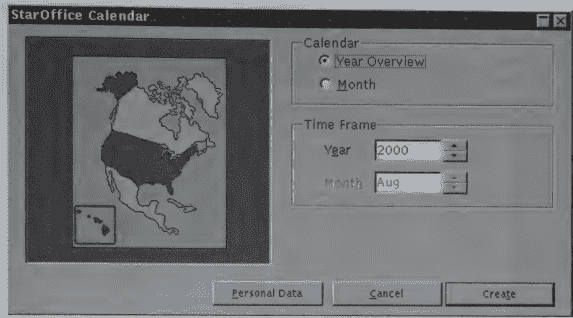 StarOffice Calendar
Calendar
Year Overview
Month
Time Frame
Year 2000
Month Aug
Personal Data Cancel Create